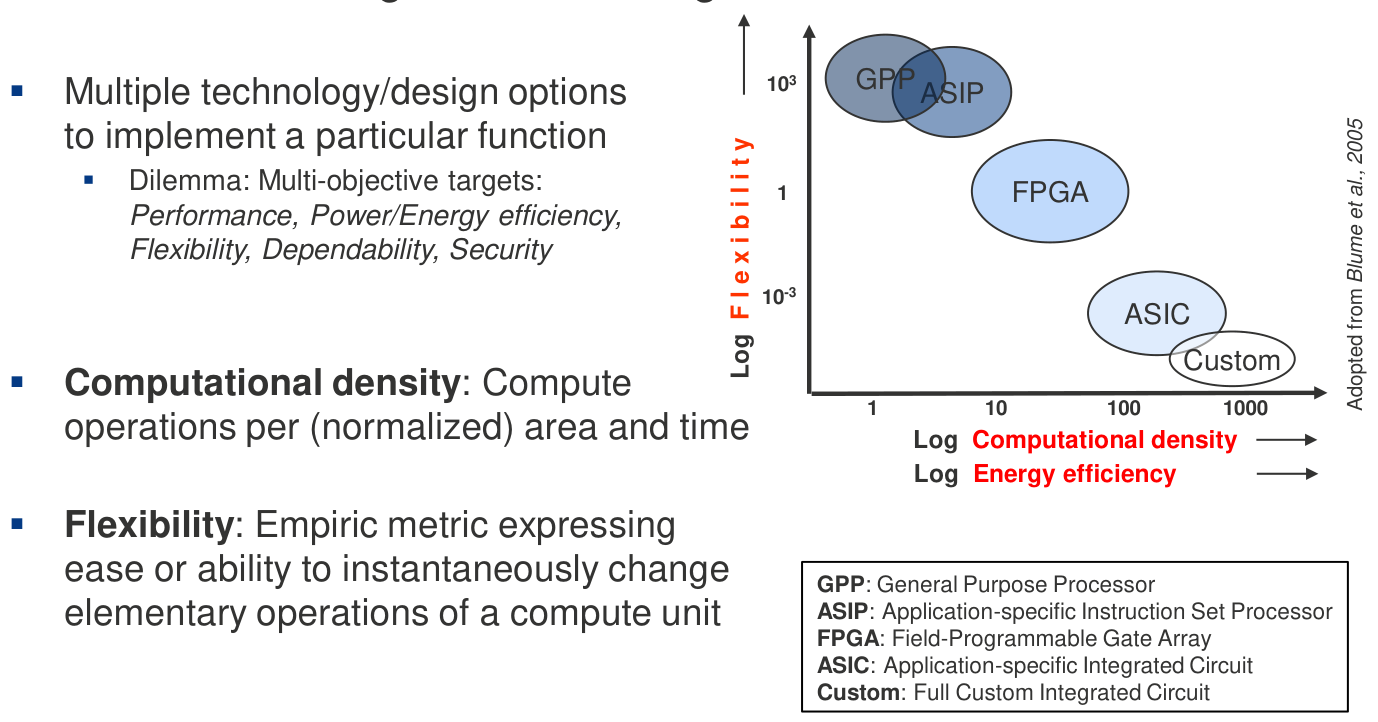 Multiple technology/design options
to implement a particular function
Dilemma: Multi-objective targets:
Performance, Power/Energy efficiency,
Flexibility, Dependability, Security
Computational density: Compute
operations per (normalized) area and time
Flexibility: Empiric metric expressing
ease or ability to instantaneously change
elementary operations of a compute unit
Log Flexibility
10³
1
10⁻³
GPP
ASIP
FPGA
ASIC
Custom
1 10 100 1000
Log Computational density
Log Energy efficiency
Adopted from Blume et al., 2005
GPP: General Purpose Processor
ASIP: Application-specific Instruction Set Processor
FPGA: Field-Programmable Gate Array
ASIC: Application-specific Integrated Circuit
Custom: Full Custom Integrated Circuit